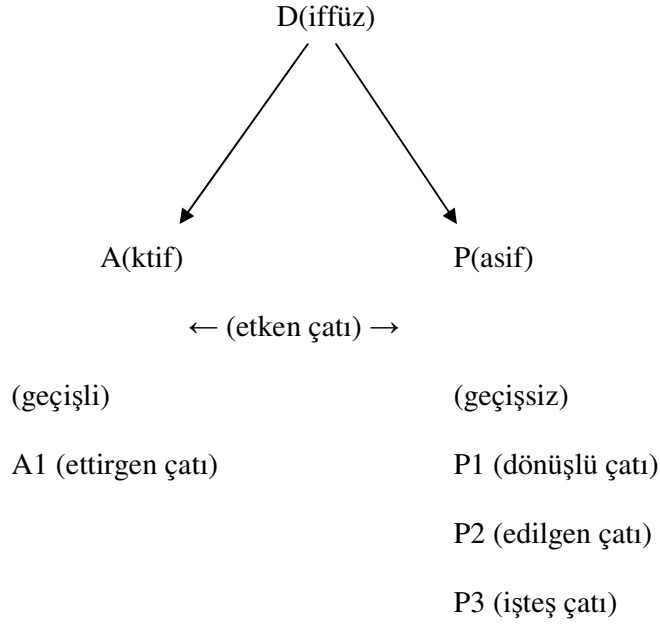 D(iffüz)
A(ktif) P(asif)
← (etken çatı) →
(geçişli) (geçişsiz)
A1 (ettirgen çatı) P1 (dönüşlü çatı)
P2 (edilgen çatı)
P3 (işteş çatı)